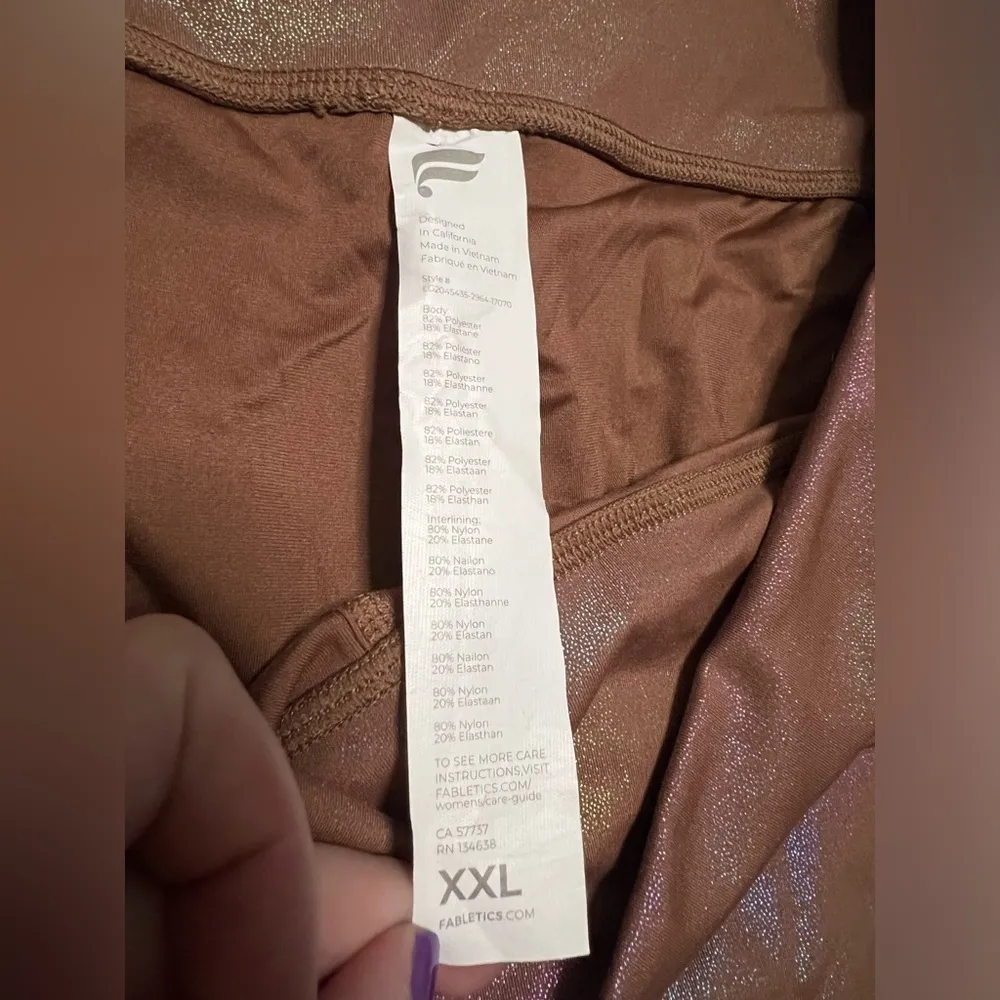 Designed
In California
Made in Vietnam
Fabriqué en Vietnam
Style #
Body
82% Polyester
18% Elastane
82% Poliéster
18% Elastano
82% Polyester
18% Elasthanne
82% Polyester
18% Elastan
82% Poliestere
18% Elastan
82% Polyester
18% Elastaan
82% Polyester
18% Elasthan
Interlining:
80% Nylon
20% Elastane
80% Nailon
20% Elastano
80% Nylon
20% Elasthanne
80% Nylon
20% Elastan
80% Nailon
20% Elastan
80% Nylon
20% Elastaan
80% Nylon
20% Elasthan
TO SEE MORE CARE
INSTRUCTIONS,VISIT
FABLETICS.COM/
womens/care-guide
CA 57737
RN 134638
XXL
FABLETICS.COM